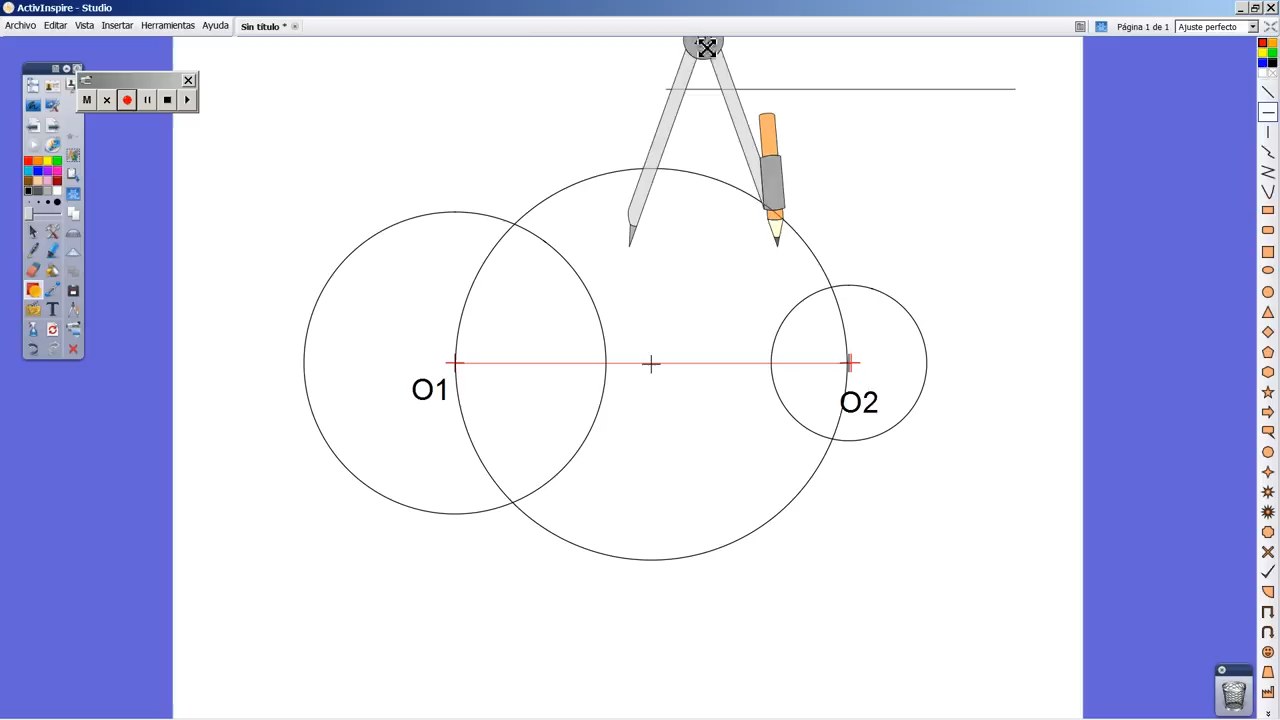 ActivInspire - Studio
Archivo Editar Vista Insertar Herramientas Ayuda Sin título * Página 1 de 1 Ajuste perfecto
M
T
O1
O2